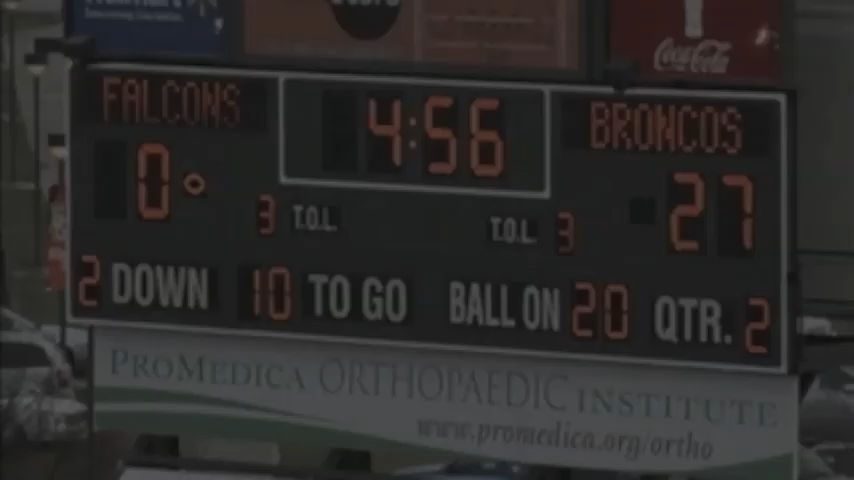 Coca-Cola
FALCONS 4:56 BRONCOS
0 27
3 T.O.L. T.O.L. 3
2 DOWN 10 TO GO BALL ON 20 QTR. 2
PROMEDICA ORTHOPAEDIC INSTITUTE
www.promedica.org/ortho